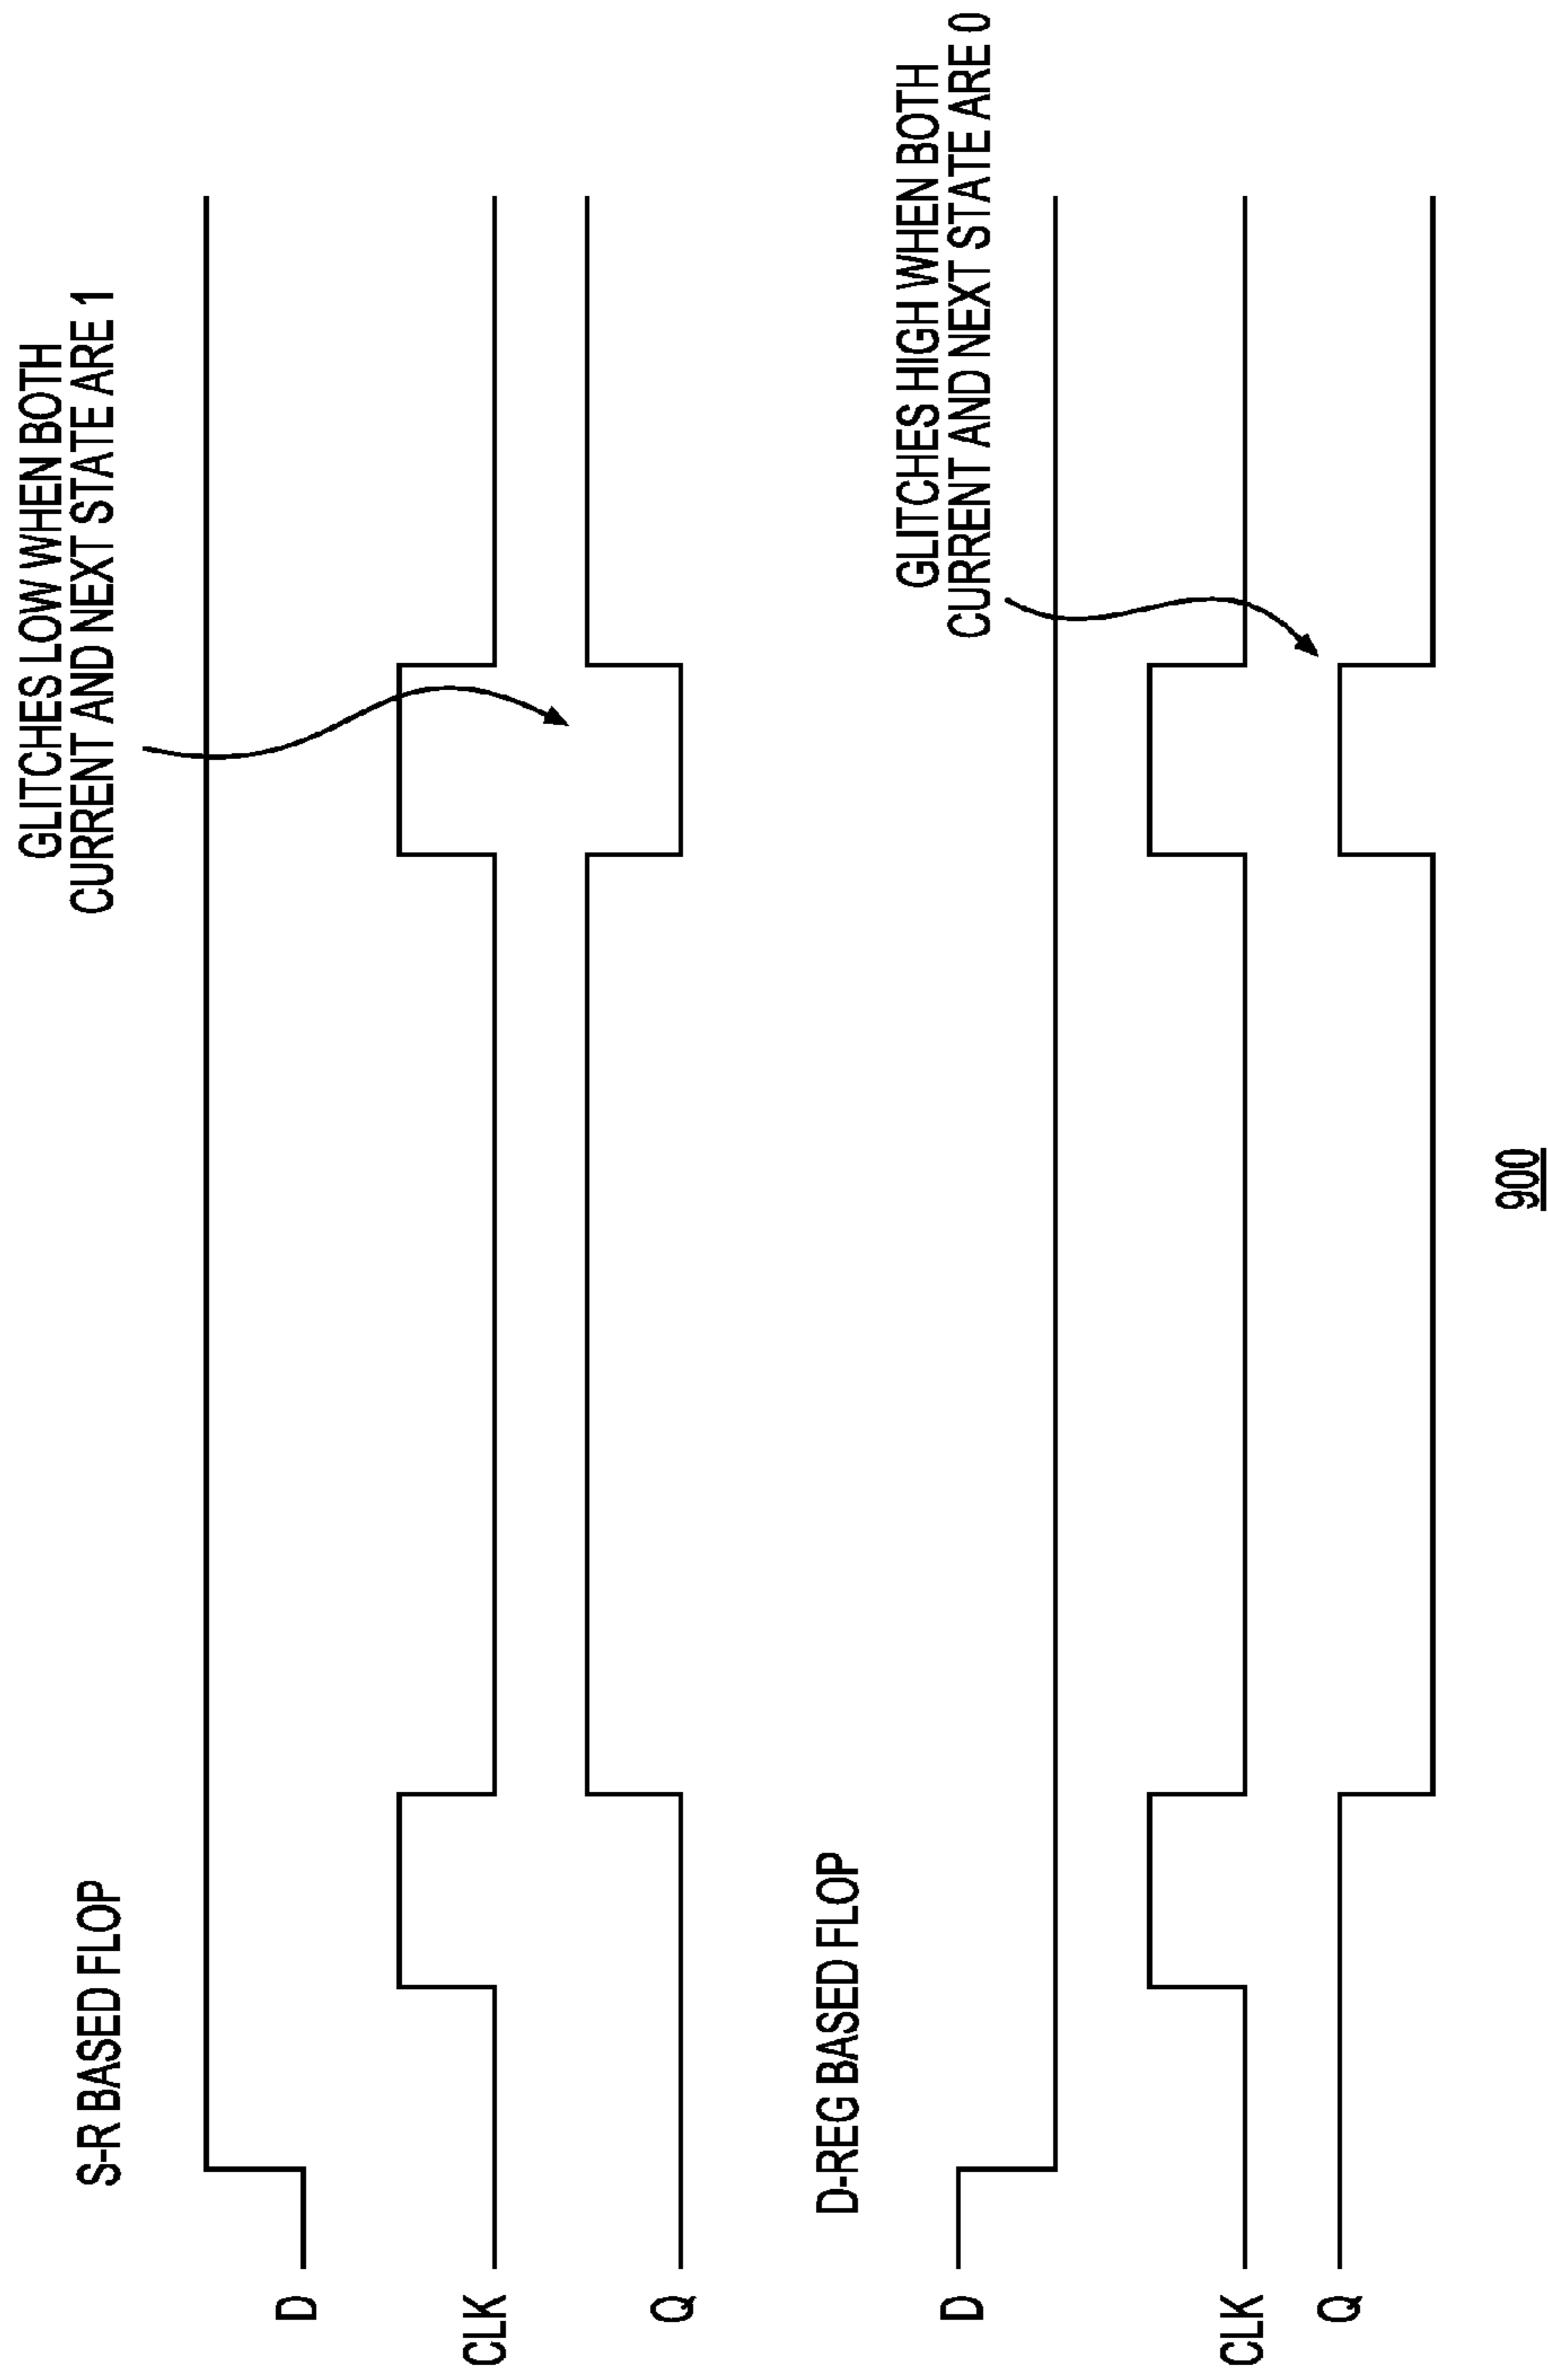 S-R BASED FLOP
GLITCHES LOW WHEN BOTH
CURRENT AND NEXT STATE ARE 1
D
CLK
Q
D-REG BASED FLOP
GLITCHES HIGH WHEN BOTH
CURRENT AND NEXT STATE ARE 0
D
CLK
Q
900